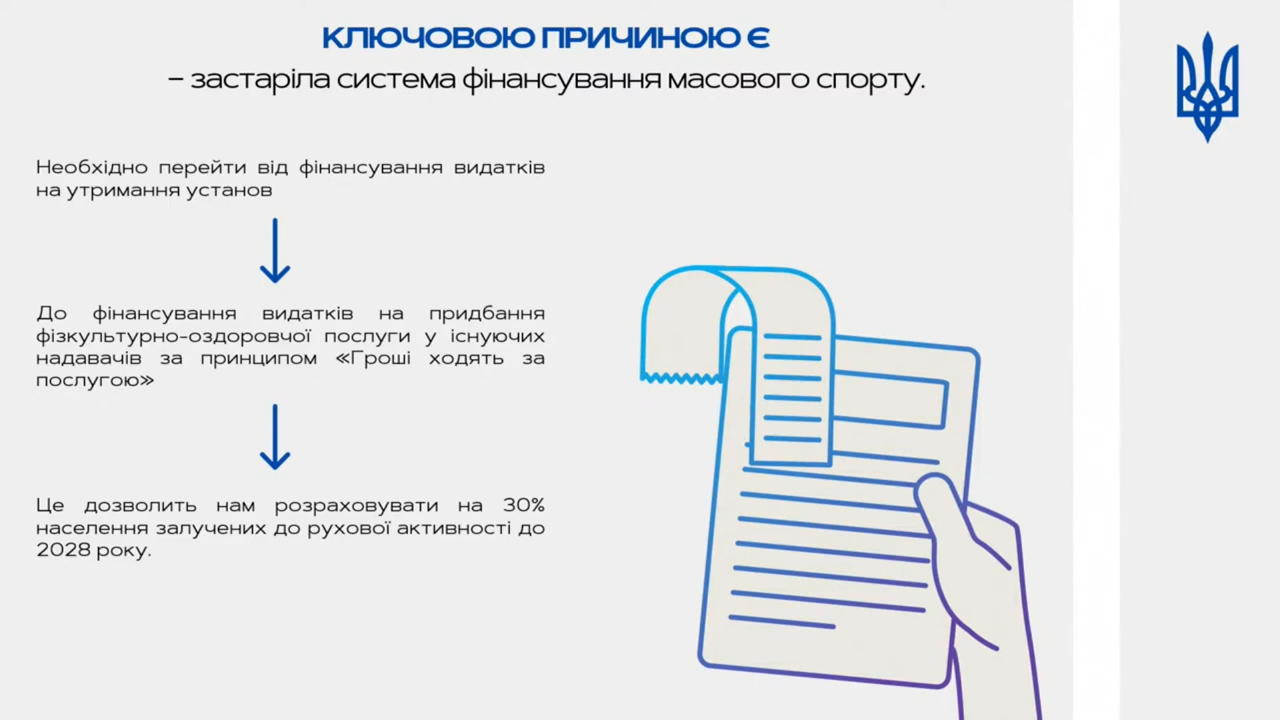 КЛЮЧОВОЮ ПРИЧИНОЮ Є
– застаріла система фінансування масового спорту.
Необхідно перейти від фінансування видатків
на утримання установ
До фінансування видатків на придбання
фізкультурно-оздоровчої послуги у існуючих
надавачів за принципом «Гроші ходять за
послугою»
Це дозволить нам розраховувати на 30%
населення залучених до рухової активності до
2028 року.